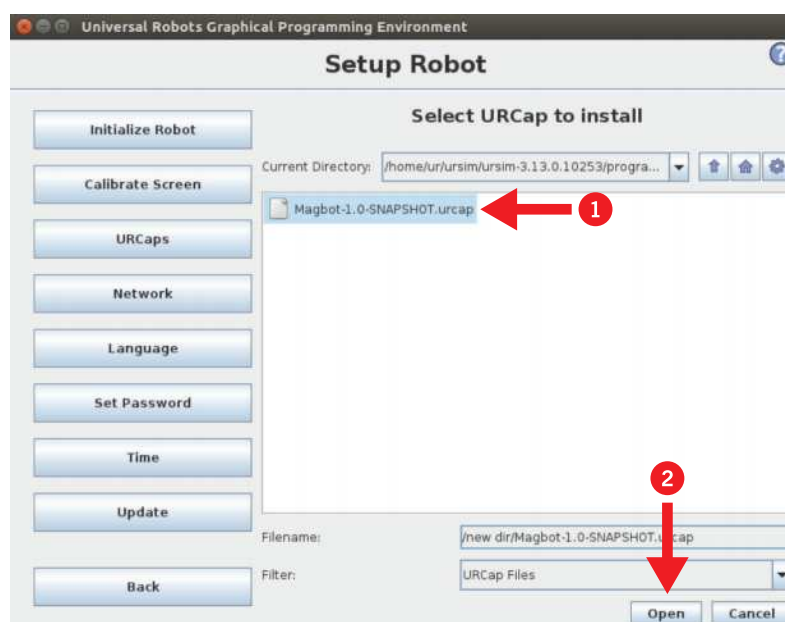 Universal Robots Graphical Programming Environment
Setup Robot
?
Select URCap to install
Initialize Robot
Calibrate Screen
URCaps
Network
Language
Set Password
Time
Update
Back
Current Directory: /home/ur/ursim/ursim-3.13.0.10253/progra...
Magbot-1.0-SNAPSHOT.urcap
1
2
Filename: /new dir/Magbot-1.0-SNAPSHOT.urcap
Filter: URCap Files
Open Cancel